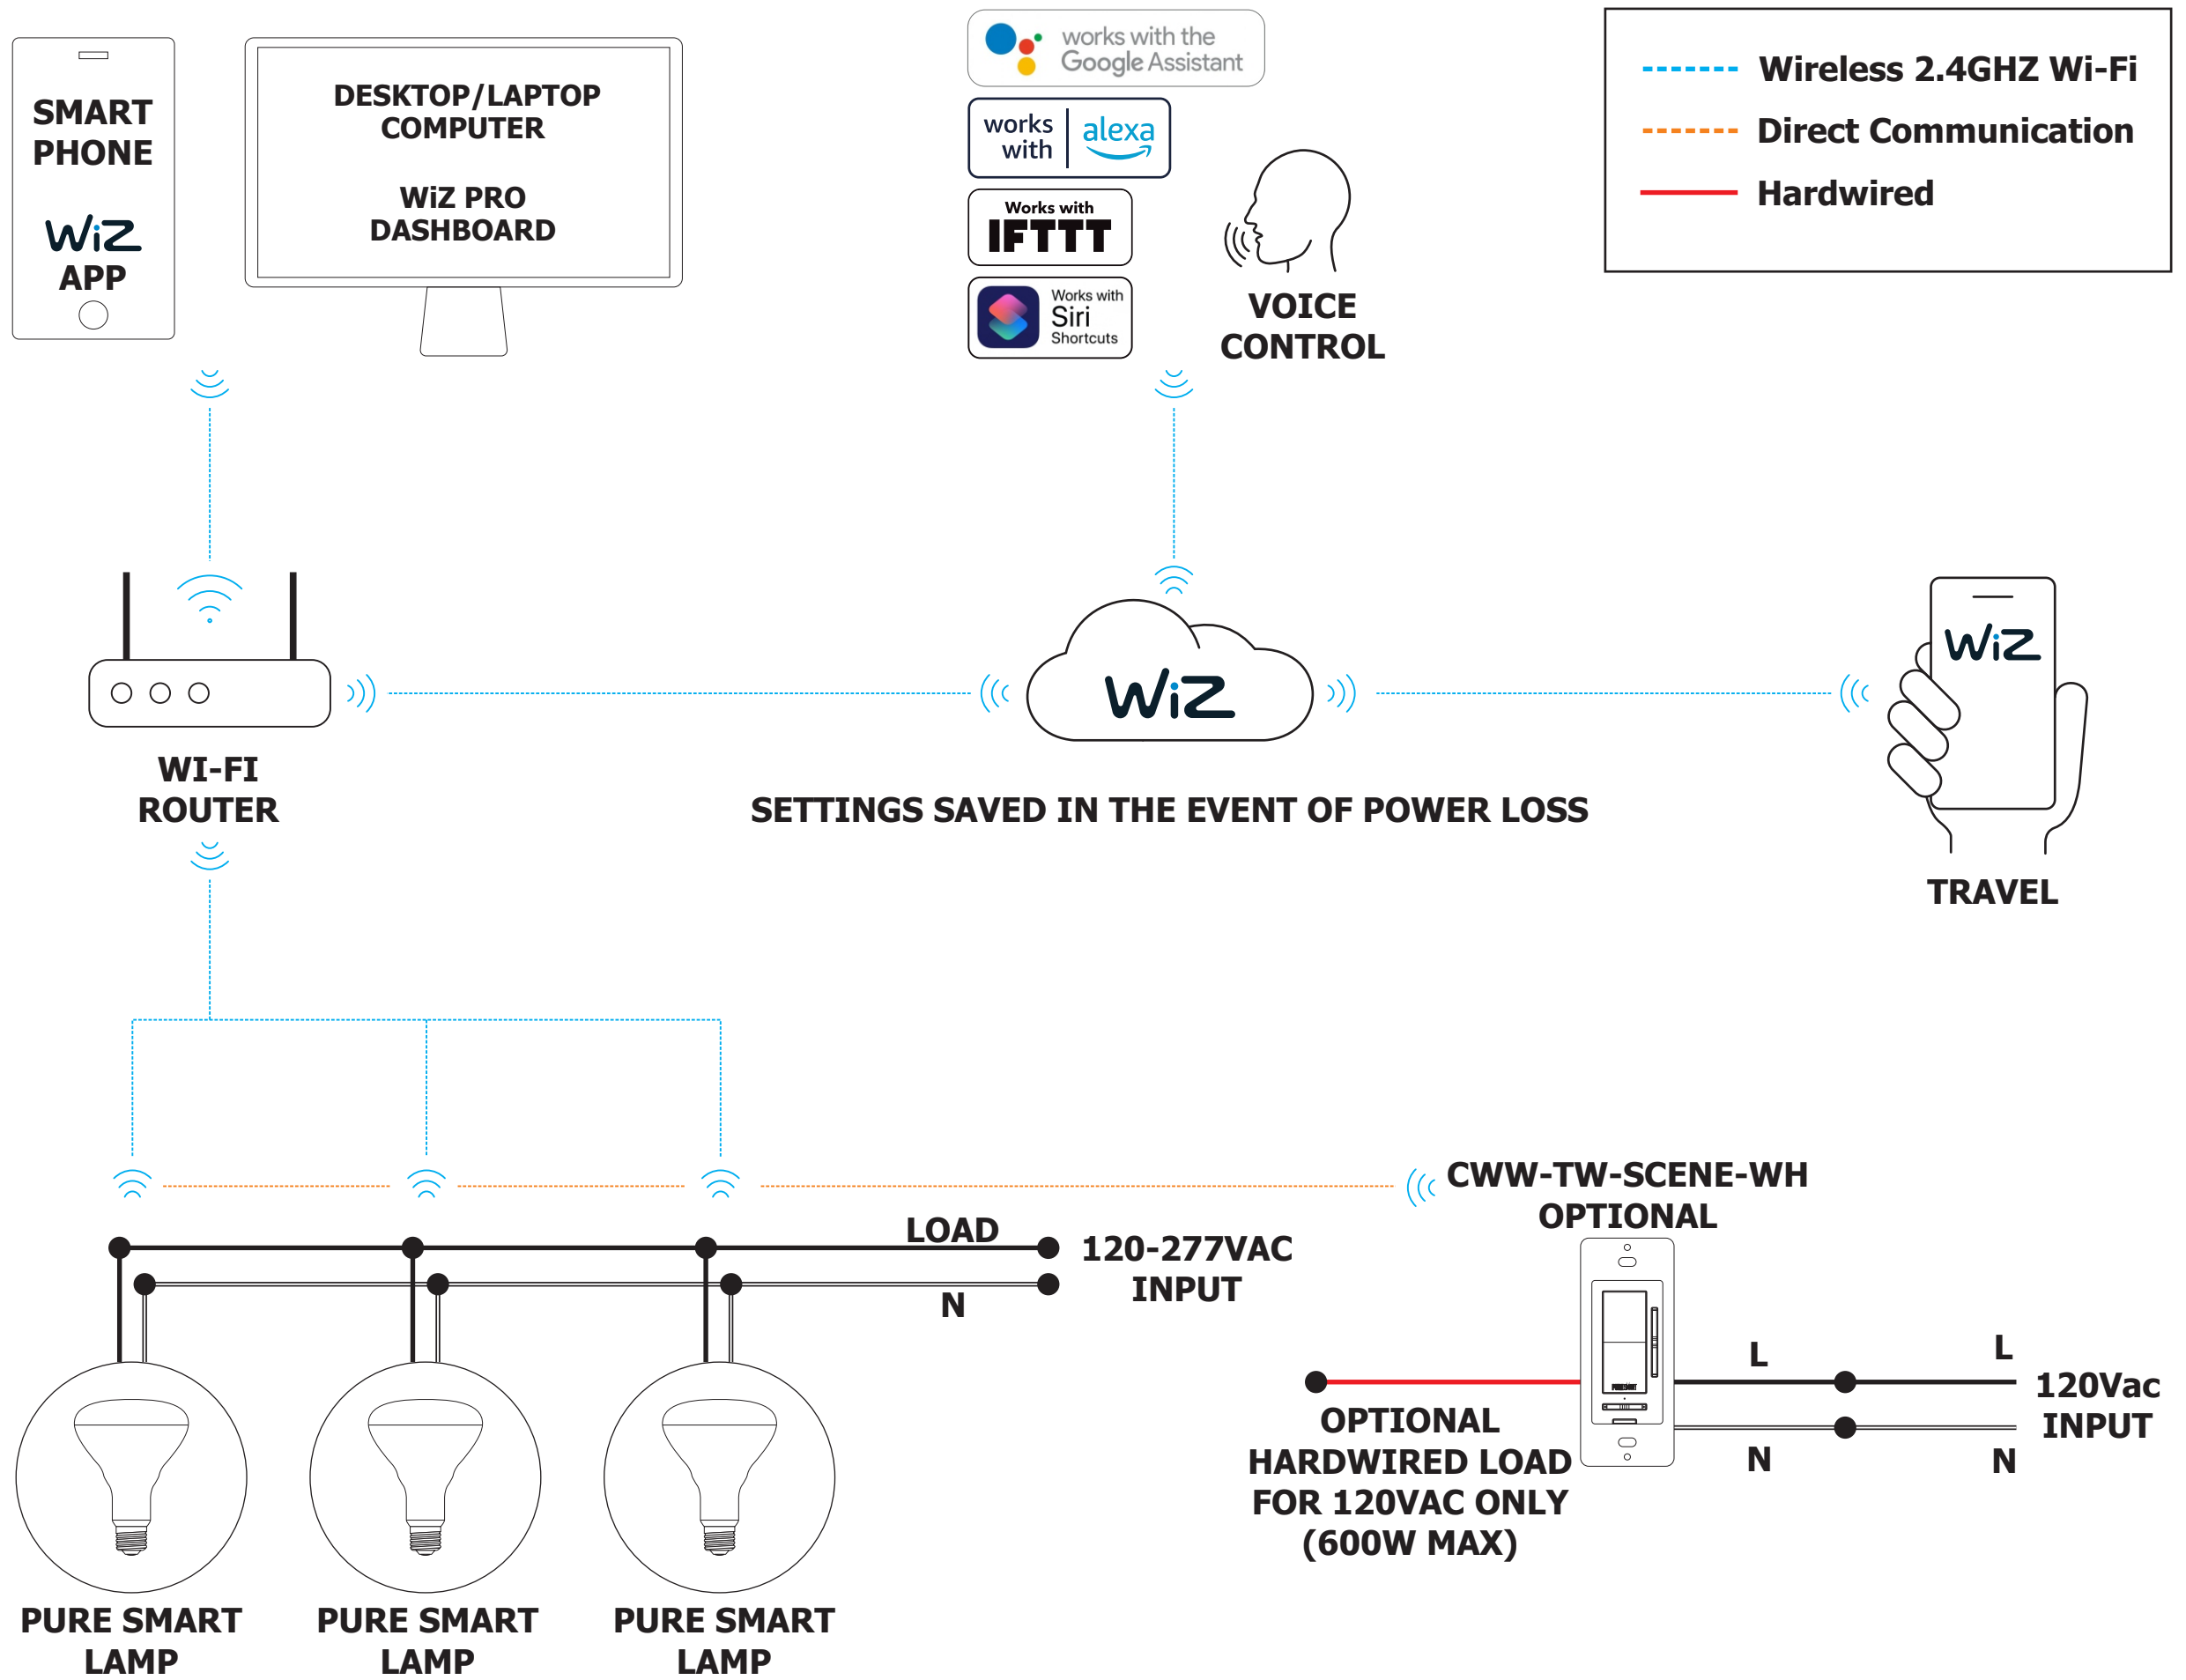 SMART
PHONE
WiZ
APP
DESKTOP/LAPTOP
COMPUTER
WiZ PRO
DASHBOARD
works with the
Google Assistant
works
with
alexa
Works with
IFTTT
Works with
Siri
Shortcuts
VOICE
CONTROL
Wireless 2.4GHZ Wi-Fi
Direct Communication
Hardwired
WI-FI
ROUTER
WiZ
SETTINGS SAVED IN THE EVENT OF POWER LOSS
WiZ
TRAVEL
CWW-TW-SCENE-WH
OPTIONAL
LOAD
N
120-277VAC
INPUT
OPTIONAL
HARDWIRED LOAD
FOR 120VAC ONLY
(600W MAX)
L
N
L
N
120Vac
INPUT
PURE SMART
LAMP
PURE SMART
LAMP
PURE SMART
LAMP